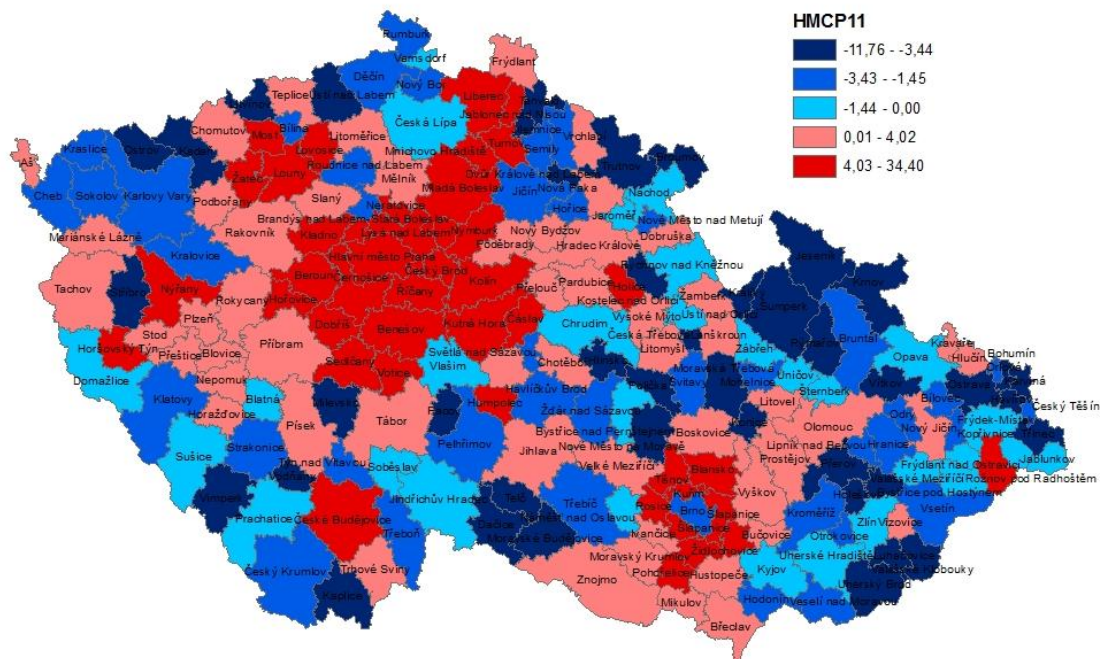 HMCP11
-11,76 - -3,44
-3,43 - -1,45
-1,44 - 0,00
0,01 - 4,02
4,03 - 34,40
Rumburk
Varnsdorf
Frýdlant
Děčín
Nový Bor
Teplice
Ústí nad Labem
Liberec
Česká Lípa
Chomutov
Most
Bílina
Litoměřice
Lovosice
Turnov
Semily
Vrchlabí
Trutnov
Mnichovo Hradiště
Kraslice
Ostrov
Kadaň
Žatec
Louny
Roudnice nad Labem
Mělník
Mladá Boleslav
Jičín
Nová Paka
Dvůr Králové nad Labem
Náchod
Aš
Cheb
Sokolov
Karlovy Vary
Podbořany
Slaný
Neratovice
Hořice
Jaroměř
Nové Město nad Metují
Mariánské Lázně
Rakovník
Kladno
Brandýs nad Labem-Stará Boleslav
Lysá nad Labem
Nymburk
Poděbrady
Nový Bydžov
Hradec Králové
Dobruška
Kralovice
Hlavní město Praha
Český Brod
Kolín
Přelouč
Pardubice
Holice
Rychnov nad Kněžnou
Kostelec nad Orlicí
Jeseník
Tachov
Stříbro
Nýřany
Rokycany
Hořovice
Beroun
Černošice
Říčany
Čáslav
Vysoké Mýto
Žamberk
Ústí nad Orlicí
Šumperk
Krnov
Plzeň
Dobříš
Benešov
Kutná Hora
Chrudim
Česká Třebová
Lanškroun
Litomyšl
Zábřeh
Rýmařov
Bruntál
Opava
Kravaře
Hlučín
Bohumín
Horšovský Týn
Stod
Přeštice
Blovice
Příbram
Sedlčany
Votice
Vlašim
Světlá nad Sázavou
Chotěboř
Hlinsko
Moravská Třebová
Svitavy
Mohelnice
Uničov
Šternberk
Vítkov
Ostrava
Orlová
Karviná
Havířov
Český Těšín
Domažlice
Nepomuk
Klatovy
Horažďovice
Blatná
Písek
Milevsko
Tábor
Pacov
Humpolec
Havlíčkův Brod
Žďár nad Sázavou
Polička
Litovel
Olomouc
Odry
Bílovec
Nový Jičín
Frýdek-Místek
Kopřivnice
Třinec
Jablunkov
Sušice
Strakonice
Týn nad Vltavou
Vodňany
Soběslav
Pelhřimov
Jihlava
Bystřice nad Pernštejnem
Nové Město na Moravě
Velké Meziříčí
Boskovice
Konice
Prostějov
Lipník nad Bečvou
Přerov
Hranice
Frýdlant nad Ostravicí
Valašské Meziříčí
Rožnov pod Radhoštěm
Bystřice pod Hostýnem
Holešov
Vsetín
Vimperk
Prachatice
České Budějovice
Třeboň
Jindřichův Hradec
Telč
Dačice
Třebíč
Náměšť nad Oslavou
Moravské Budějovice
Tišnov
Blansko
Kuřim
Rosice
Brno
Šlapanice
Ivančice
Vyškov
Bučovice
Kroměříž
Zlín
Vizovice
Otrokovice
Uherské Hradiště
Luhačovice
Valašské Klobouky
Český Krumlov
Trhové Sviny
Kaplice
Moravský Krumlov
Znojmo
Pohořelice
Židlochovice
Hustopeče
Kyjov
Uherský Brod
Hodonín
Veselí nad Moravou
Mikulov
Břeclav